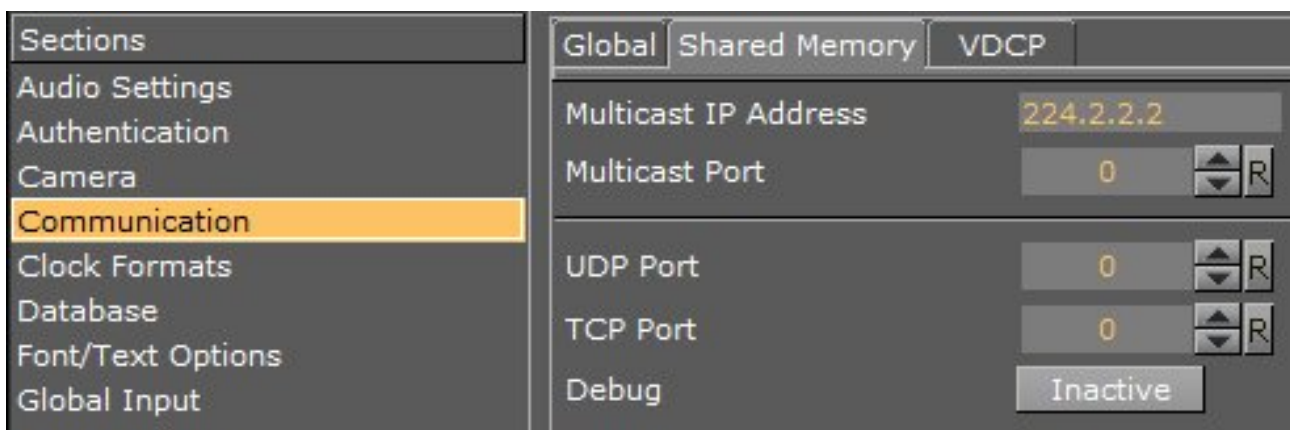 Sections
Audio Settings
Authentication
Camera
Communication
Clock Formats
Database
Font/Text Options
Global Input
Global Shared Memory VDCP
Multicast IP Address 224.2.2.2
Multicast Port 0 R
UDP Port 0 R
TCP Port 0 R
Debug Inactive